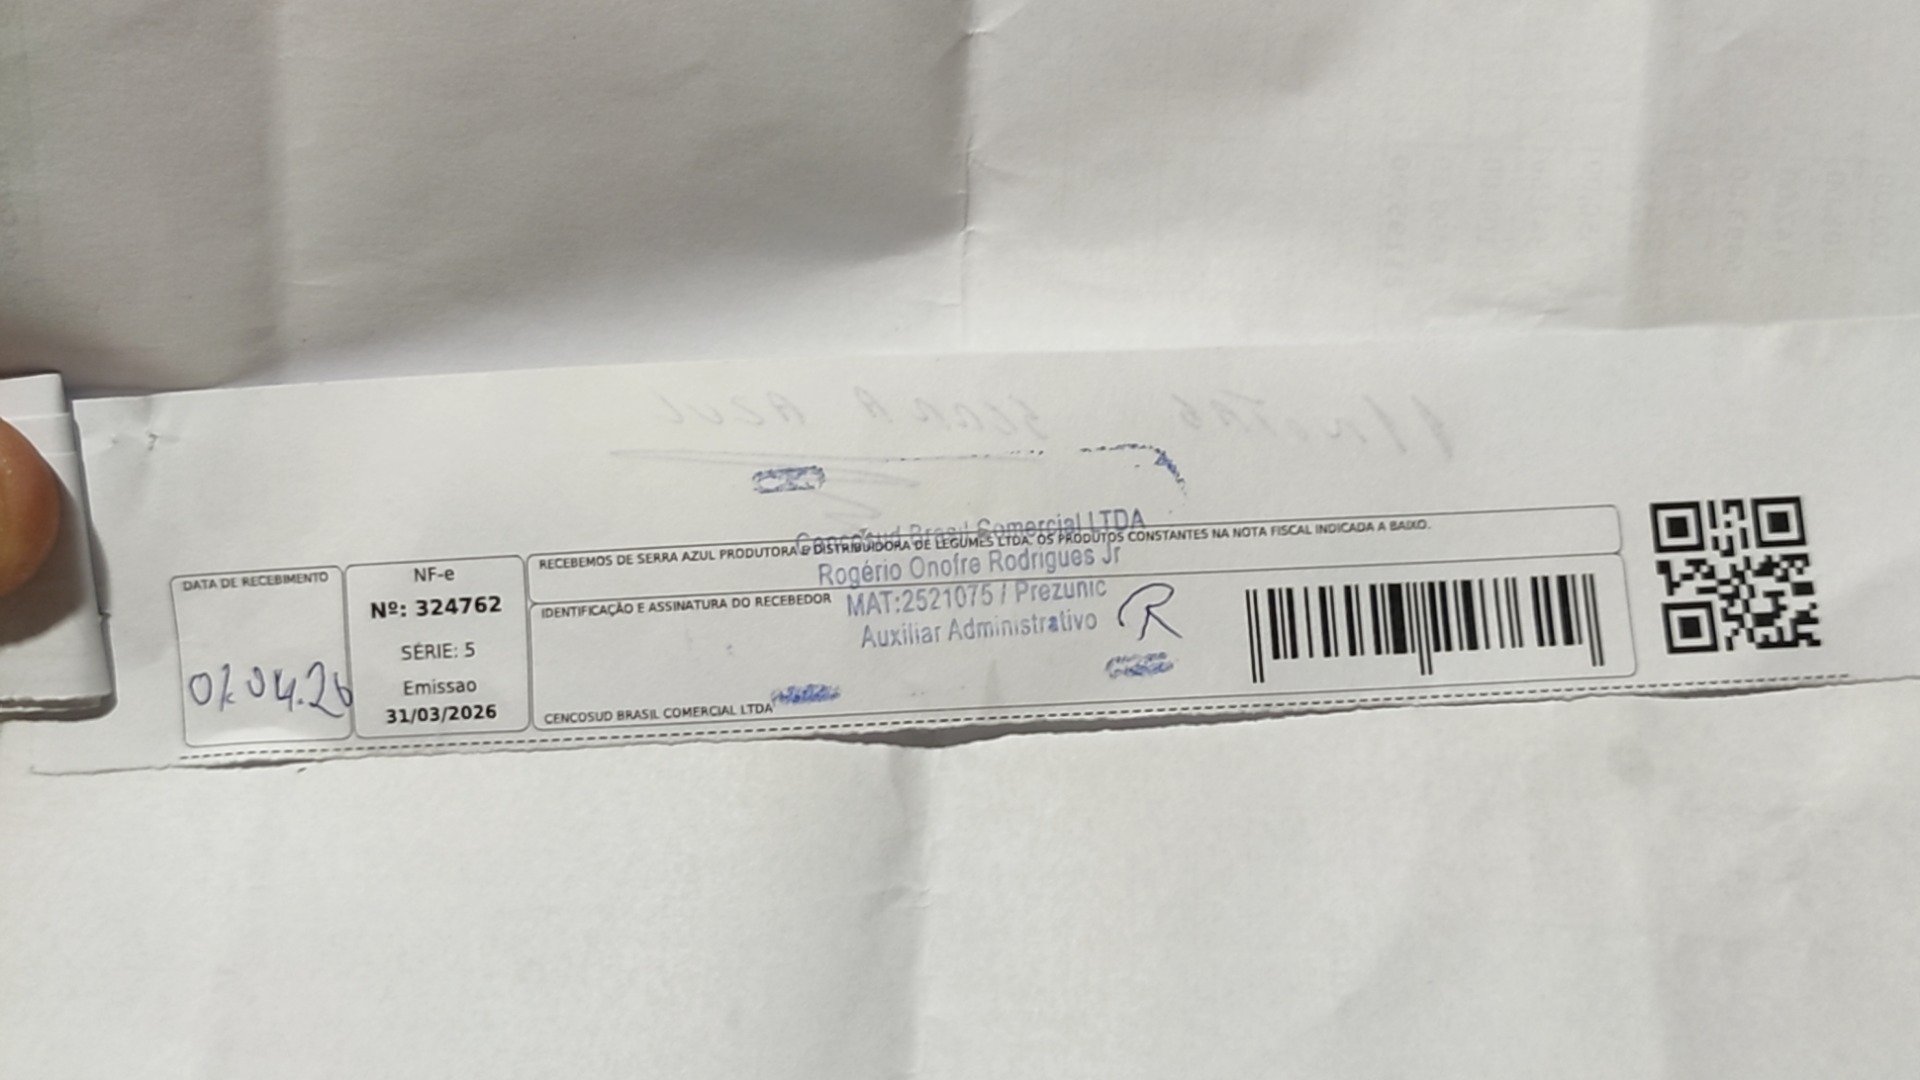 RECEBEMOS DE SERRA AZUL PRODUTORA & DISTRIBUIDORA DE LEGUMES LTDA. OS PRODUTOS CONSTANTES NA NOTA FISCAL INDICADA A BAIXO.
DATA DE RECEBIMENTO
04.26
NF-e
Nº: 324762
SÉRIE: 5
Emissao
31/03/2026
IDENTIFICAÇÃO E ASSINATURA DO RECEBEDOR
Cencosud Brasil Comercial LTDA
Rogério Onofre Rodrigues Jr
MAT:2521075 / Prezunic
Auxiliar Administrativo
R
CENCOSUD BRASIL COMERCIAL LTDA